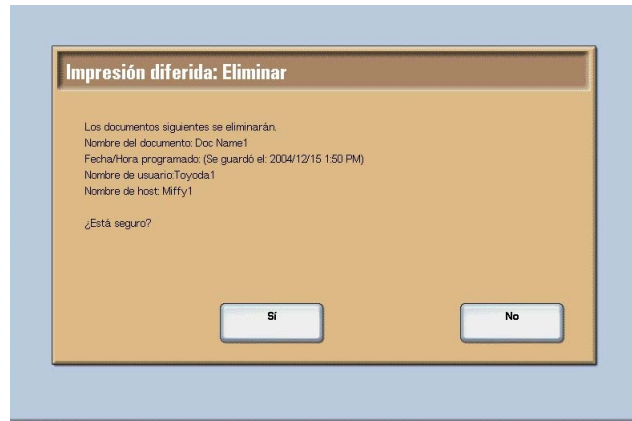 Impresión diferida: Eliminar
Los documentos siguientes se eliminarán.
Nombre del documento: Doc Name1
Fecha/Hora programado: (Se guardó el: 2004/12/15 1:50 PM)
Nombre de usuario:Toyoda1
Nombre de host: Miffy1
¿Está seguro?
Sí
No